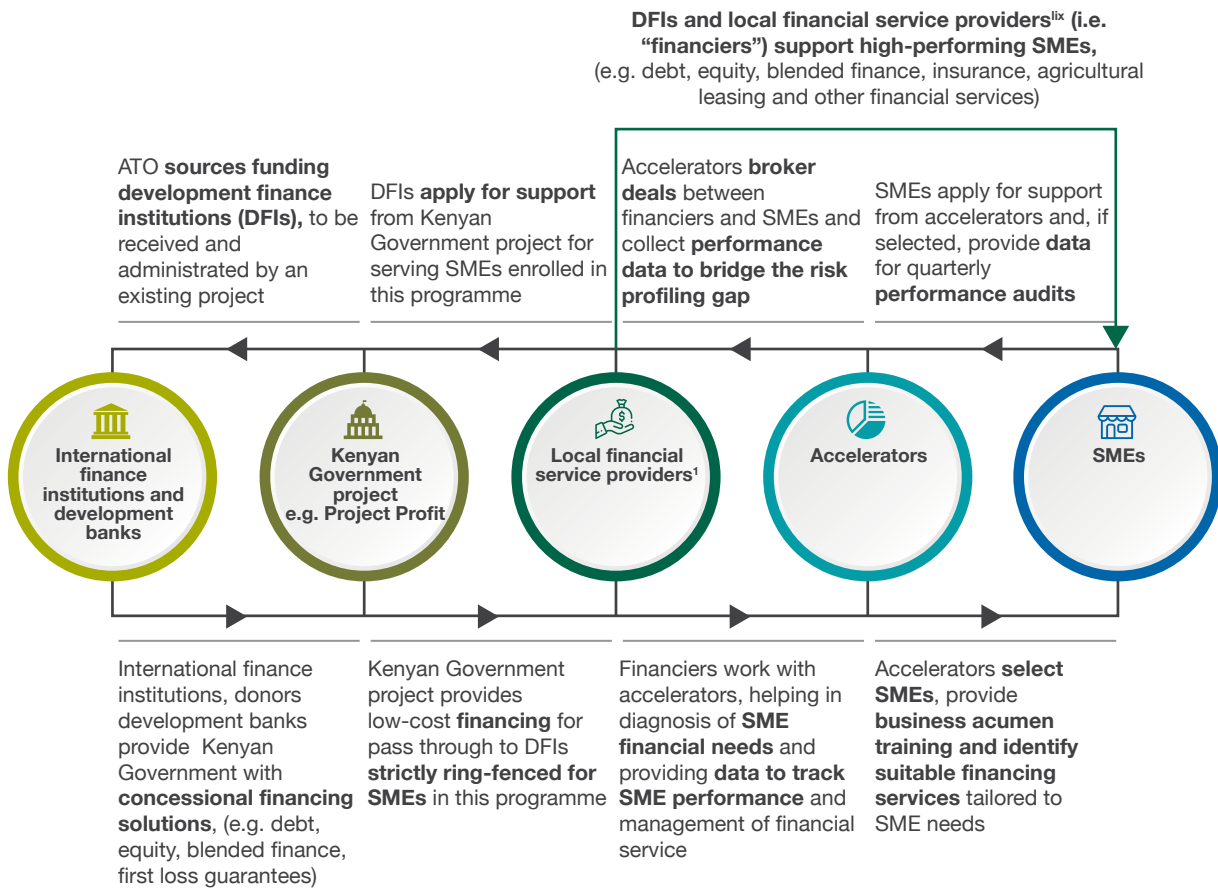 DFIs and local financial service providersˡⁱˣ (i.e.
“financiers”) support high-performing SMEs,
(e.g. debt, equity, blended finance, insurance, agricultural
leasing and other financial services)
ATO sources funding
development finance
institutions (DFIs), to be
received and
administrated by an
existing project
DFIs apply for support
from Kenyan
Government project for
serving SMEs enrolled in
this programme
Accelerators broker
deals between
financiers and SMEs and
collect performance
data to bridge the risk
profiling gap
SMEs apply for support
from accelerators and, if
selected, provide data
for quarterly
performance audits
International
finance
institutions and
development
banks
Kenyan
Government
project
e.g. Project Profit
Local financial
service providers¹
$
Accelerators
SMEs
International finance
institutions, donors
development banks
provide Kenyan
Government with
concessional financing
solutions, (e.g. debt,
equity, blended finance,
first loss guarantees)
Kenyan Government
project provides
low-cost financing for
pass through to DFIs
strictly ring-fenced for
SMEs in this programme
Financiers work with
accelerators, helping in
diagnosis of SME
financial needs and
providing data to track
SME performance and
management of financial
service
Accelerators select
SMEs, provide
business acumen
training and identify
suitable financing
services tailored to
SME needs